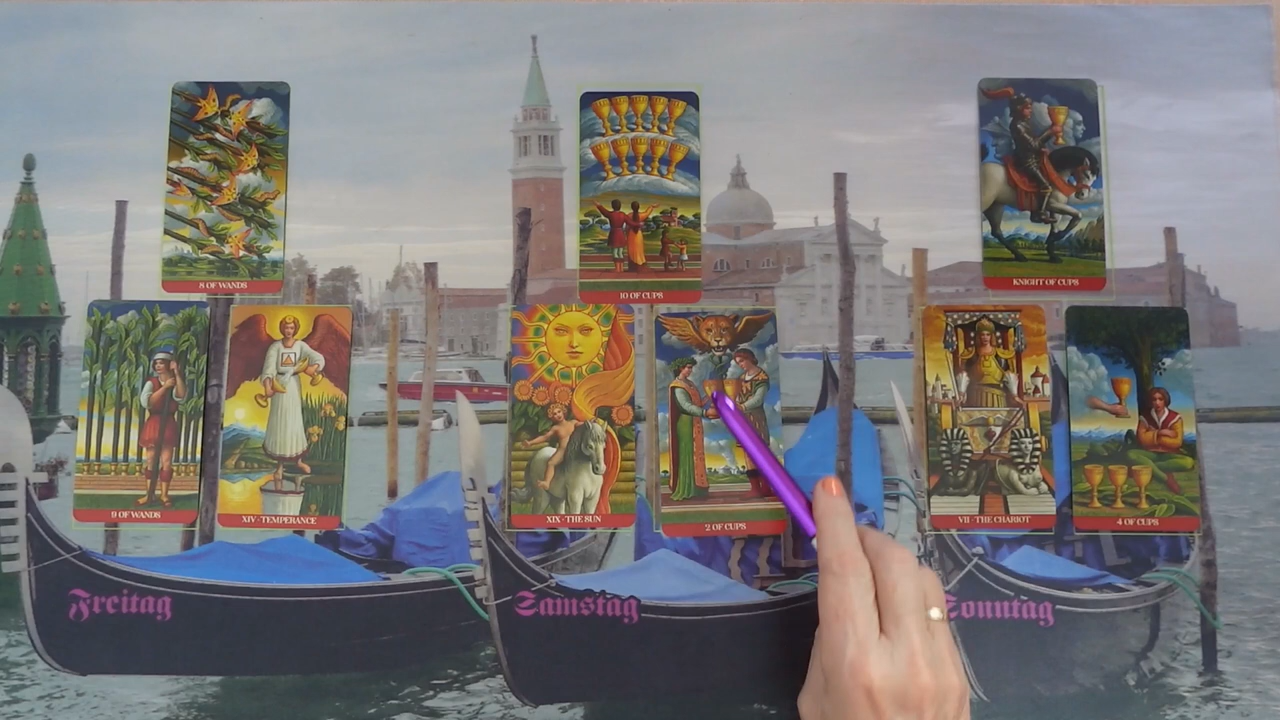 8 OF WANDS
10 OF CUPS
KNIGHT OF CUPS
9 OF WANDS
XIV - TEMPERANCE
XIX - THE SUN
2 OF CUPS
VII - THE CHARIOT
4 OF CUPS
Freitag
Samstag
Sonntag